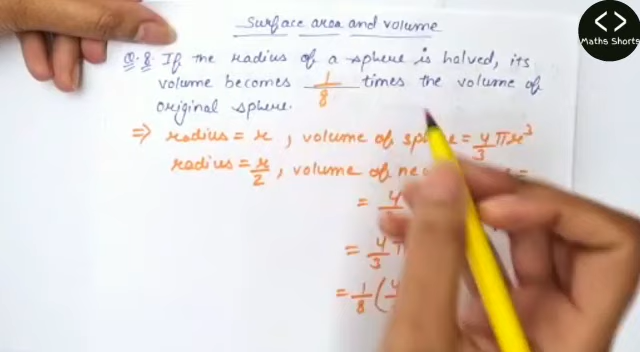 Surface area and volume
Maths Shorts
Q.8. If the radius of a sphere is halved, its
volume becomes 1/8 times the volume of
original sphere.
⇒ radius = r, volume of = 4/3 πr³
radius = r/2, volume of =
= 4
= 4/3 π
= 1/8 ( 4